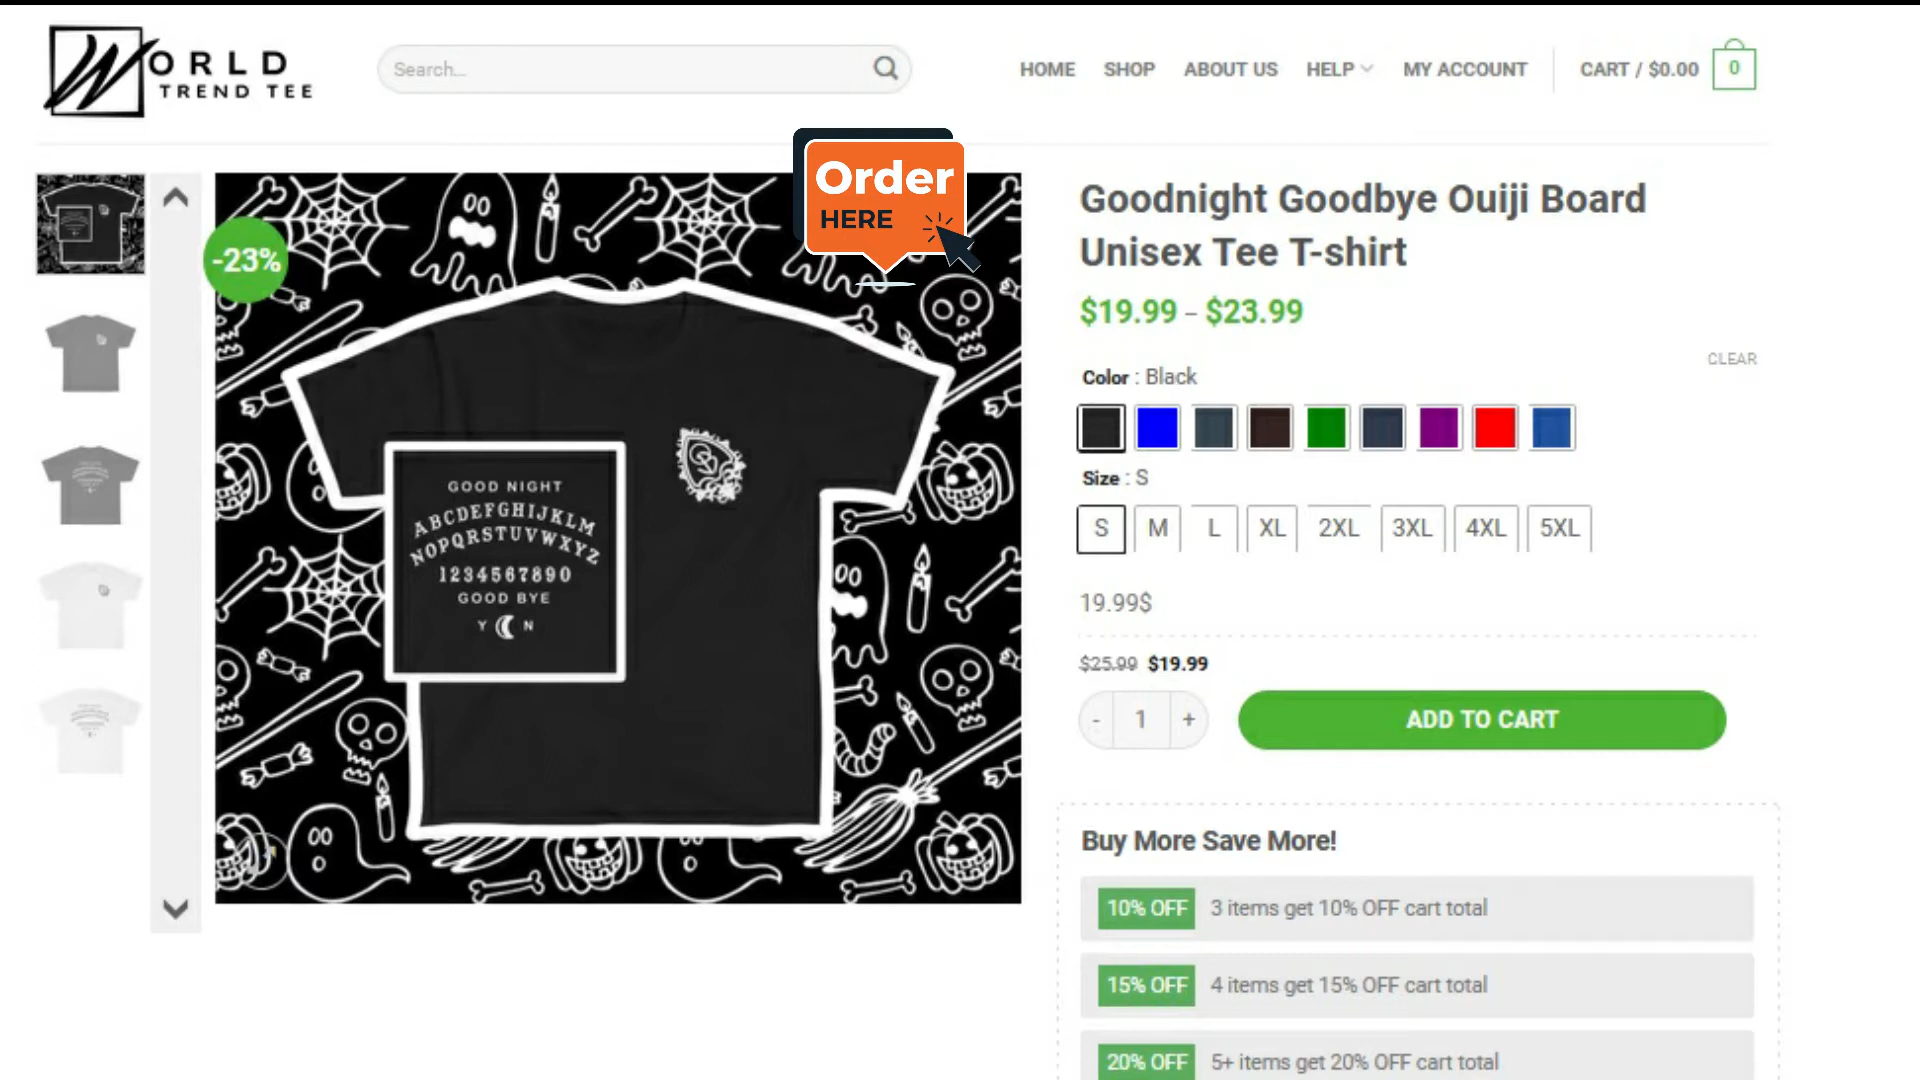 WORLD
TREND TEE
Search...
HOME SHOP ABOUT US HELP MY ACCOUNT CART / $0.00 0
Order
HERE
-23%
GOOD NIGHT
ABCDEFGHIJKLM
NOPQRSTUVWXYZ
1234567890
GOOD BYE
Y N
Goodnight Goodbye Ouiji Board
Unisex Tee T-shirt
$19.99 – $23.99
CLEAR
Color : Black
Size : S
S M L XL 2XL 3XL 4XL 5XL
19.99$
$25.99 $19.99
- 1 + ADD TO CART
Buy More Save More!
10% OFF 3 items get 10% OFF cart total
15% OFF 4 items get 15% OFF cart total
20% OFF 5+ items get 20% OFF cart total